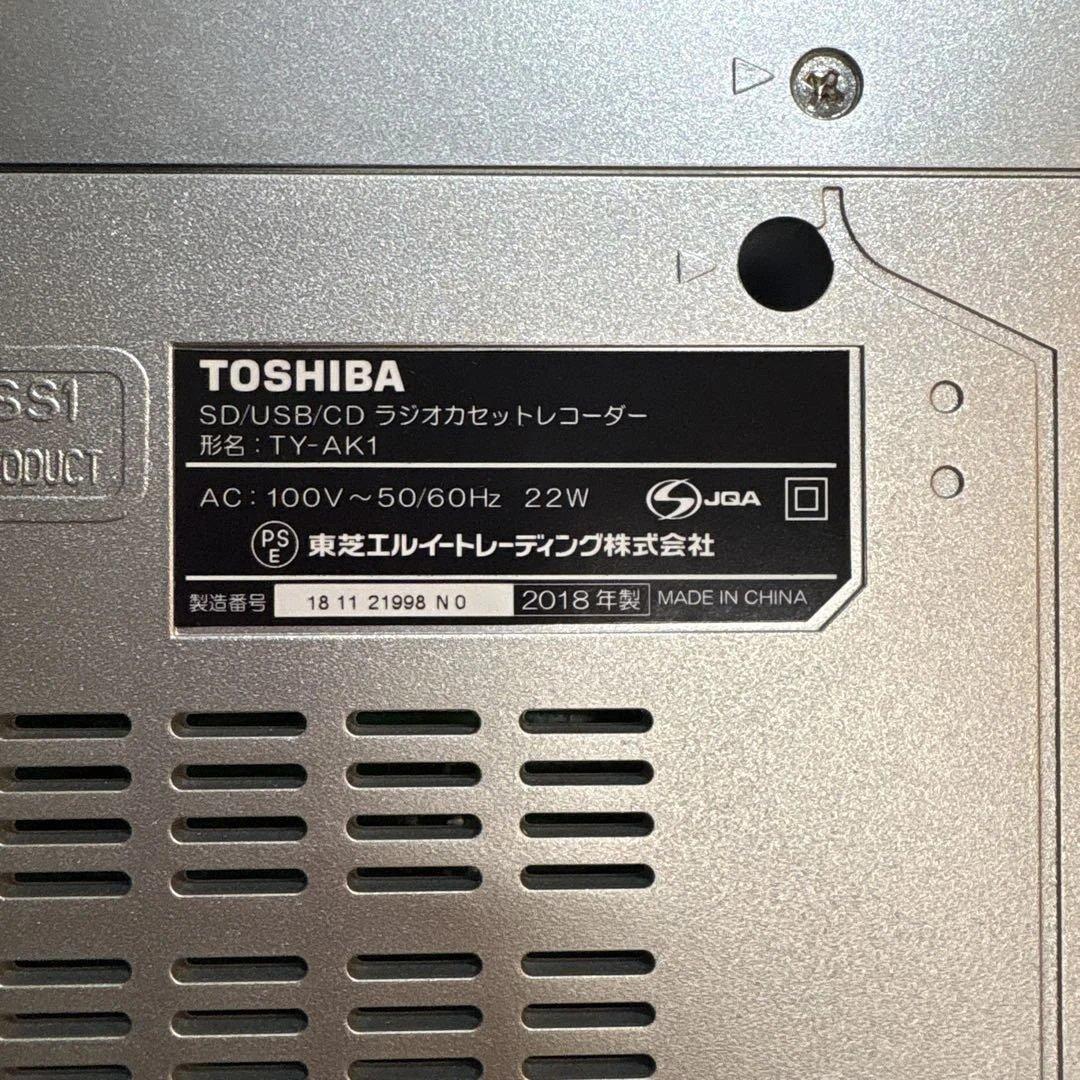 TOSHIBA
SD/USB/CD ラジオカセットレコーダー
形名：TY-AK1
AC：100V～50/60Hz 22W JQA
PSE 東芝エルイートレーディング株式会社
製造番号 18 11 21998 N 0 2018年製 MADE IN CHINA
SS1
ODUCT